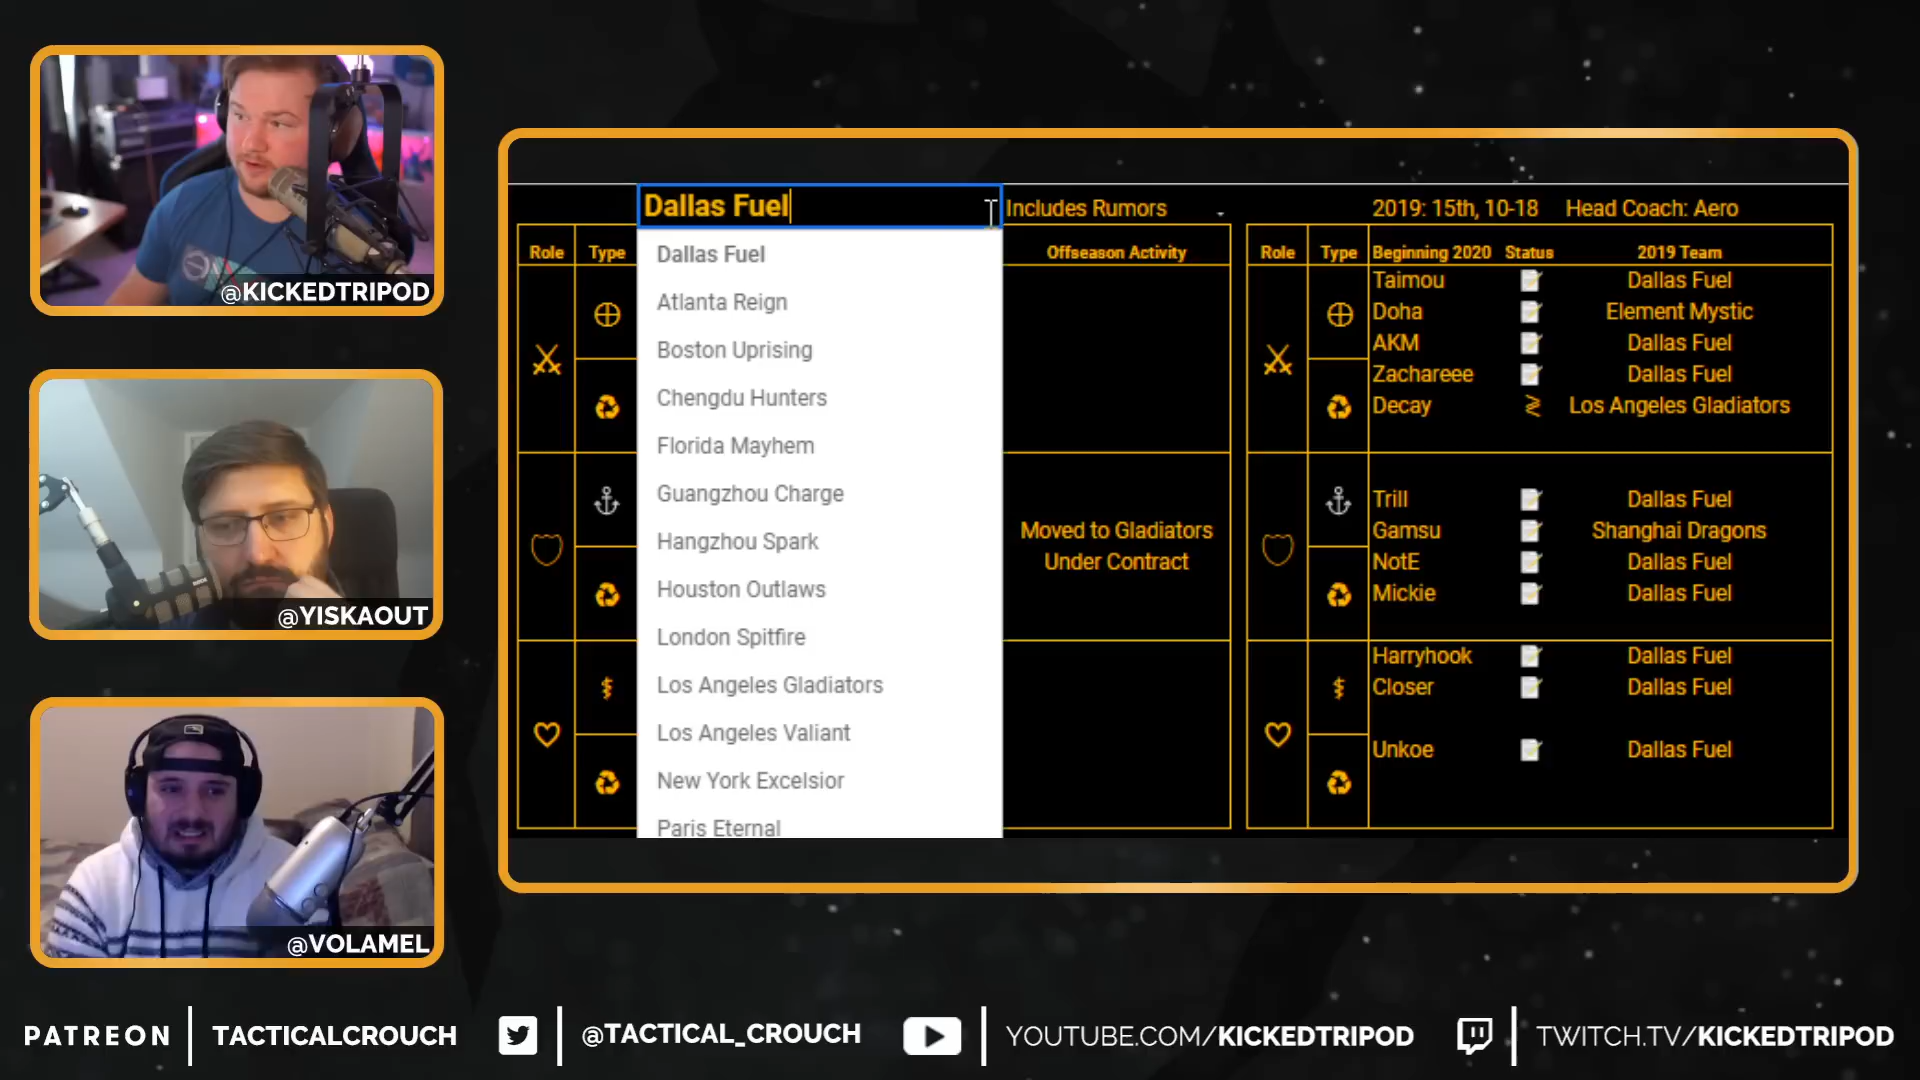 @KICKEDTRIPOD
@YISKAOUT
@VOLAMEL
Dallas Fuel
Includes Rumors
2019: 15th, 10-18 Head Coach: Aero
Role Type
Dallas Fuel
Atlanta Reign
Boston Uprising
Chengdu Hunters
Florida Mayhem
Guangzhou Charge
Hangzhou Spark
Houston Outlaws
London Spitfire
Los Angeles Gladiators
Los Angeles Valiant
New York Excelsior
Paris Eternal
Offseason Activity
Moved to Gladiators
Under Contract
Role Type Beginning 2020 Status 2019 Team
Taimou Dallas Fuel
Doha Element Mystic
AKM Dallas Fuel
Zachareee Dallas Fuel
Decay Los Angeles Gladiators
Trill Dallas Fuel
Gamsu Shanghai Dragons
NotE Dallas Fuel
Mickie Dallas Fuel
Harryhook Dallas Fuel
Closer Dallas Fuel
Unkoe Dallas Fuel
PATREON TACTICALCROUCH @TACTICAL_CROUCH YOUTUBE.COM/KICKEDTRIPOD TWITCH.TV/KICKEDTRIPOD